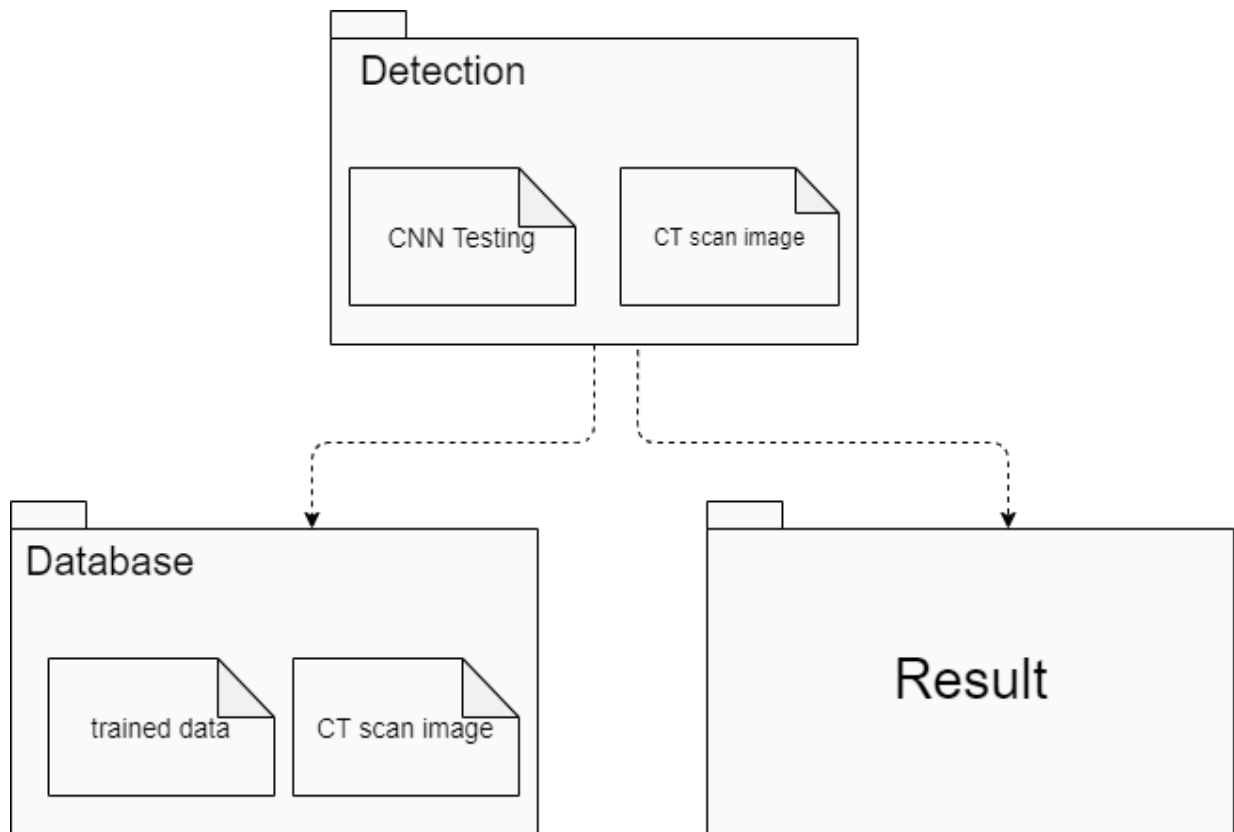 Detection
CNN Testing
CT scan image
Database
trained data
CT scan image
Result